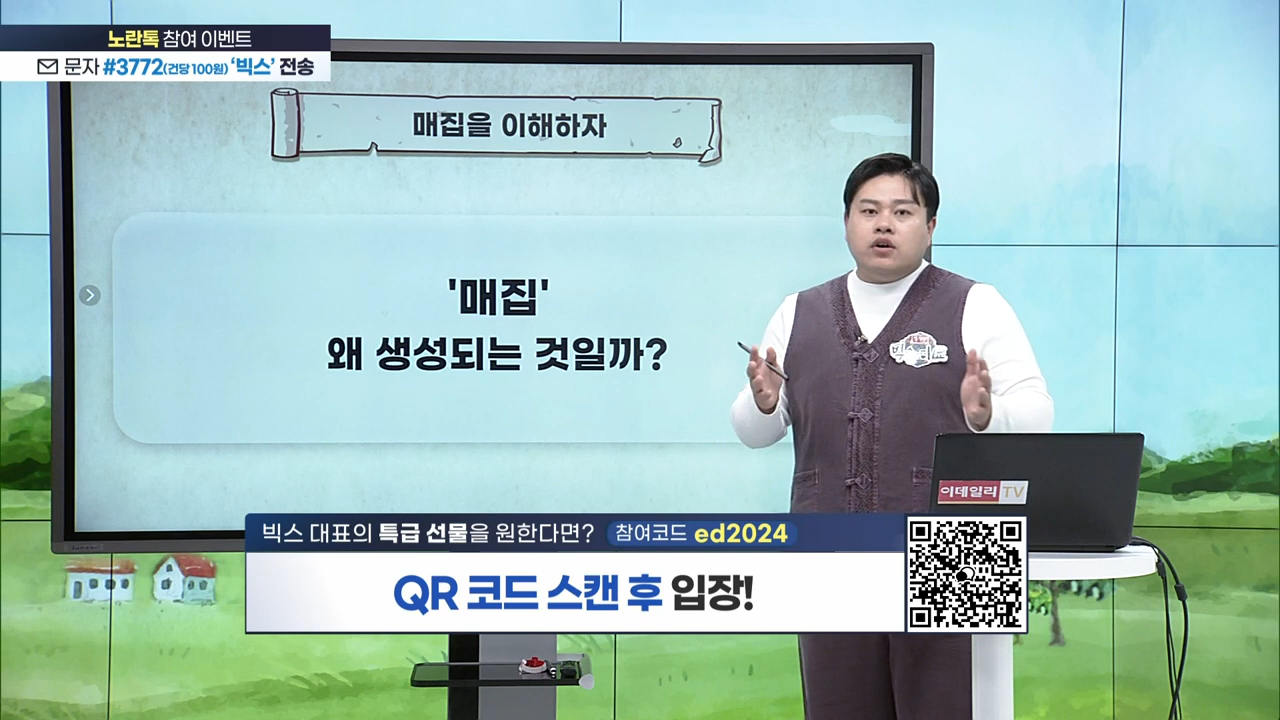 노란톡 참여 이벤트
문자 #3772(건당 100원) ‘빅스’ 전송
매집을 이해하자
'매집'
왜 생성되는 것일까?
이데일리 TV
빅스 대표의 특급 선물을 원한다면? 참여코드 ed2024
QR 코드 스캔 후 입장!